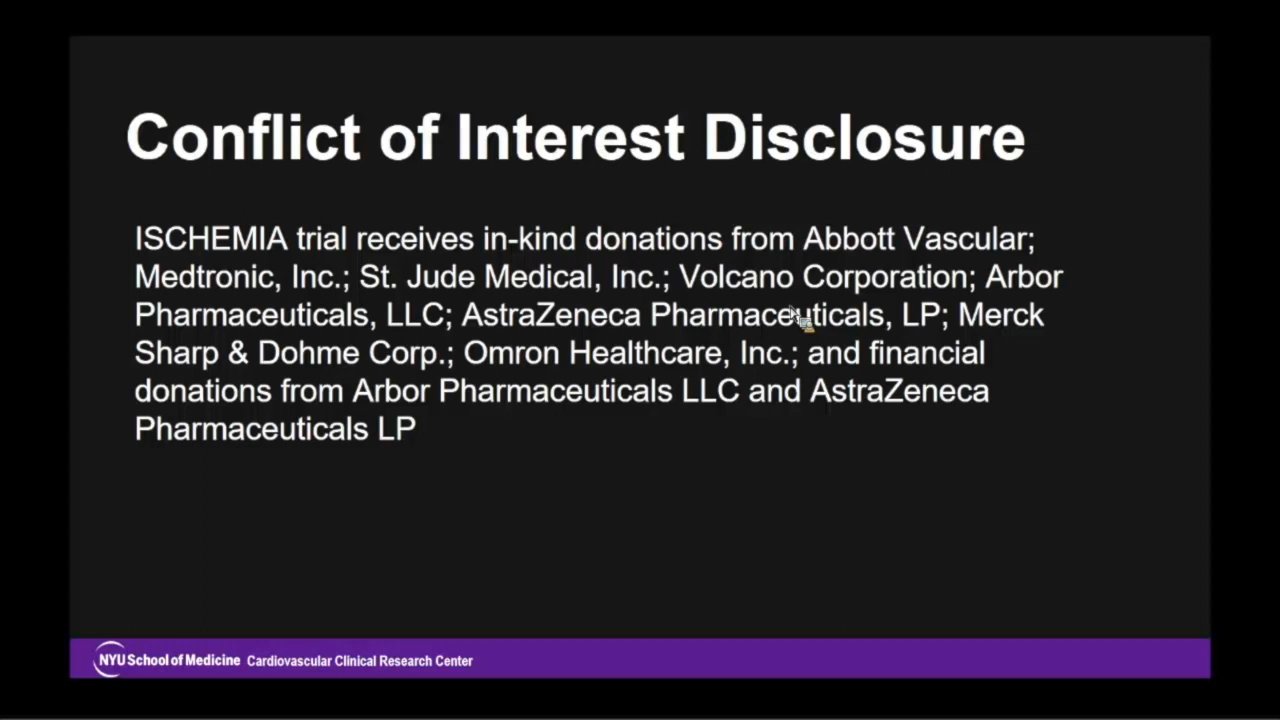 Conflict of Interest Disclosure
ISCHEMIA trial receives in-kind donations from Abbott Vascular;
Medtronic, Inc.; St. Jude Medical, Inc.; Volcano Corporation; Arbor
Pharmaceuticals, LLC; AstraZeneca Pharmaceuticals, LP; Merck
Sharp & Dohme Corp.; Omron Healthcare, Inc.; and financial
donations from Arbor Pharmaceuticals LLC and AstraZeneca
Pharmaceuticals LP
NYU School of Medicine Cardiovascular Clinical Research Center